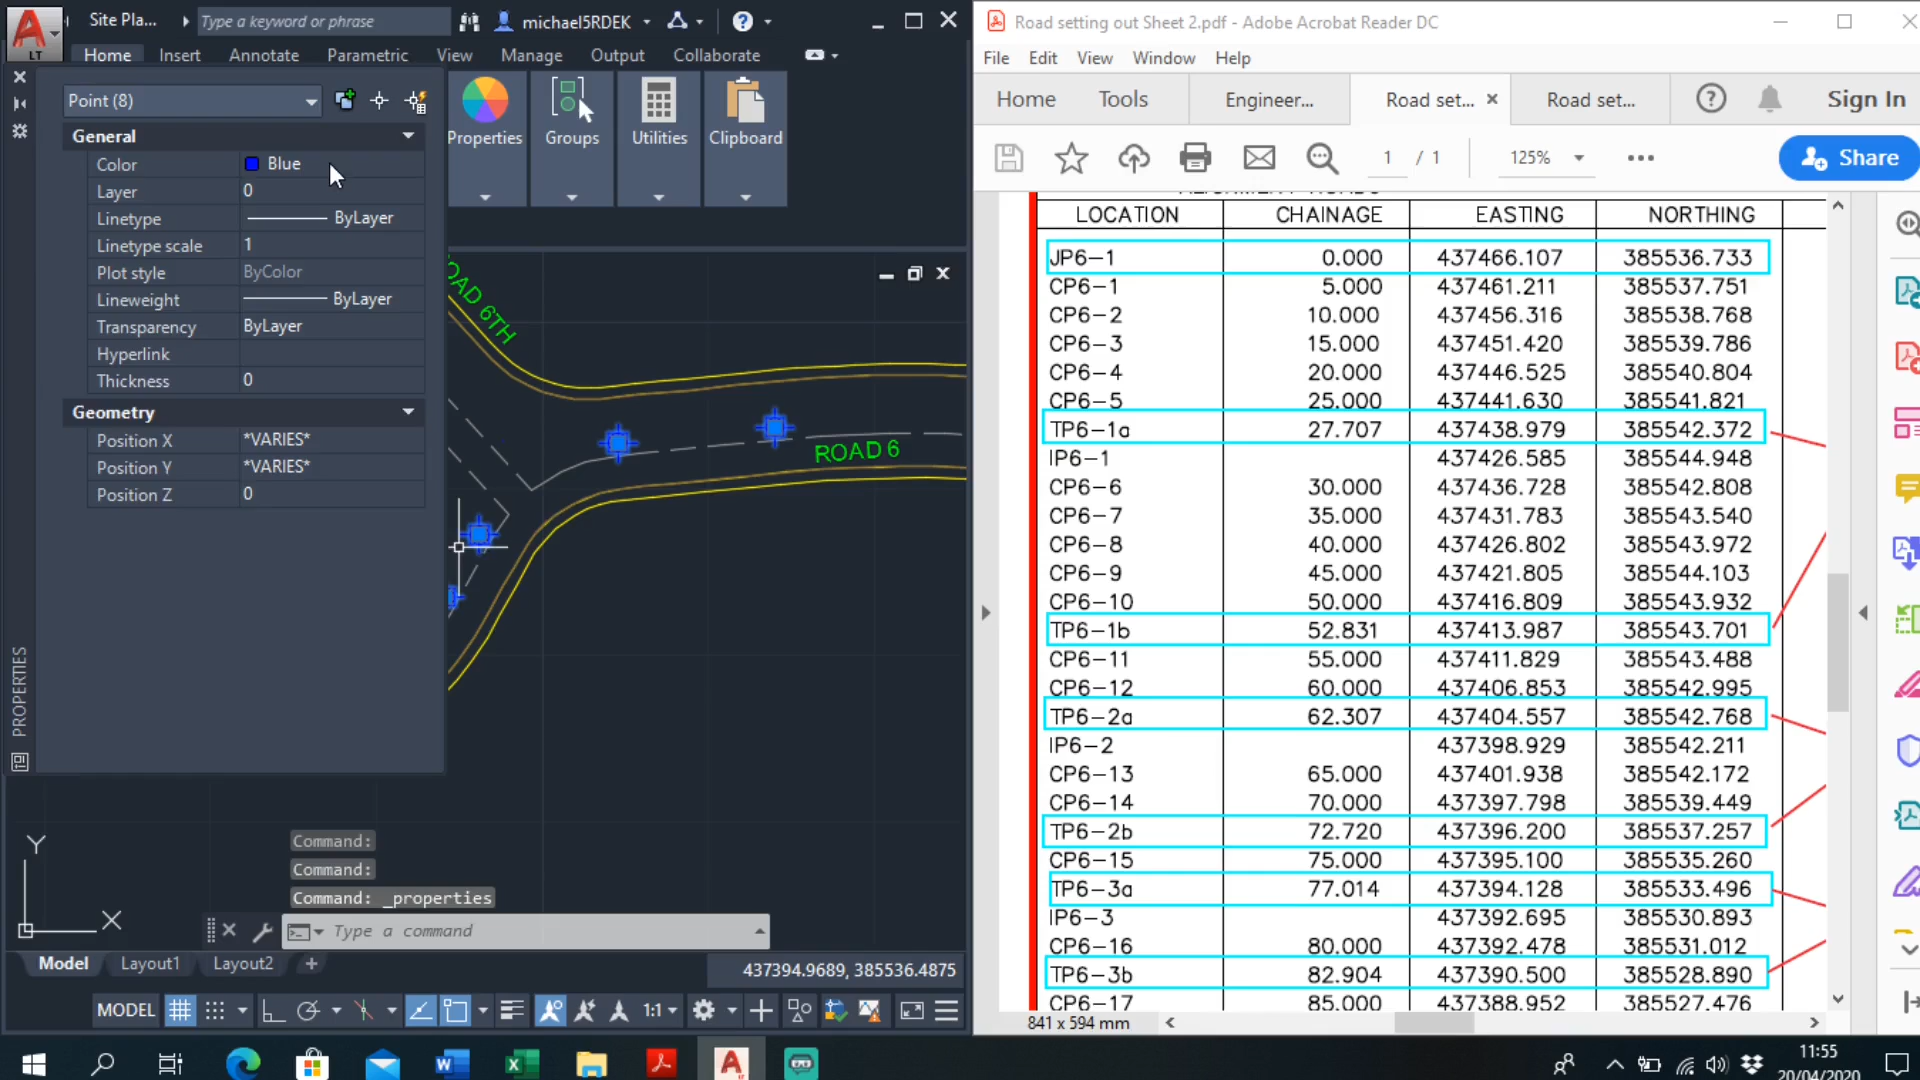 LT
Site Pla...
Type a keyword or phrase
michael5RDEK
Home Insert Annotate Parametric View Manage Output Collaborate
Point (8)
General
Color Blue
Layer 0
Linetype ByLayer
Linetype scale 1
Plot style ByColor
Lineweight ByLayer
Transparency ByLayer
Hyperlink
Thickness 0
Geometry
Position X *VARIES*
Position Y *VARIES*
Position Z 0
PROPERTIES
Properties Groups Utilities Clipboard
ROAD 6TH
ROAD 6
Y
X
Command:
Command:
Command: _properties
Type a command
Model Layout1 Layout2 +
437394.9689, 385536.4875
MODEL 1:1
Road setting out Sheet 2.pdf - Adobe Acrobat Reader DC
File Edit View Window Help
Home Tools Engineer... Road set... Road set... Sign In
1 / 1 125% Share
LOCATION CHAINAGE EASTING NORTHING
JP6-1 0.000 437466.107 385536.733
CP6-1 5.000 437461.211 385537.751
CP6-2 10.000 437456.316 385538.768
CP6-3 15.000 437451.420 385539.786
CP6-4 20.000 437446.525 385540.804
CP6-5 25.000 437441.630 385541.821
TP6-1a 27.707 437438.979 385542.372
IP6-1 437426.585 385544.948
CP6-6 30.000 437436.728 385542.808
CP6-7 35.000 437431.783 385543.540
CP6-8 40.000 437426.802 385543.972
CP6-9 45.000 437421.805 385544.103
CP6-10 50.000 437416.809 385543.932
TP6-1b 52.831 437413.987 385543.701
CP6-11 55.000 437411.829 385543.488
CP6-12 60.000 437406.853 385542.995
TP6-2a 62.307 437404.557 385542.768
IP6-2 437398.929 385542.211
CP6-13 65.000 437401.938 385542.172
CP6-14 70.000 437397.798 385539.449
TP6-2b 72.720 437396.200 385537.257
CP6-15 75.000 437395.100 385535.260
TP6-3a 77.014 437394.128 385533.496
IP6-3 437392.695 385530.893
CP6-16 80.000 437392.478 385531.012
TP6-3b 82.904 437390.500 385528.890
CP6-17 85.000 437388.952 385527.476
841 x 594 mm
11:55
20/04/2020